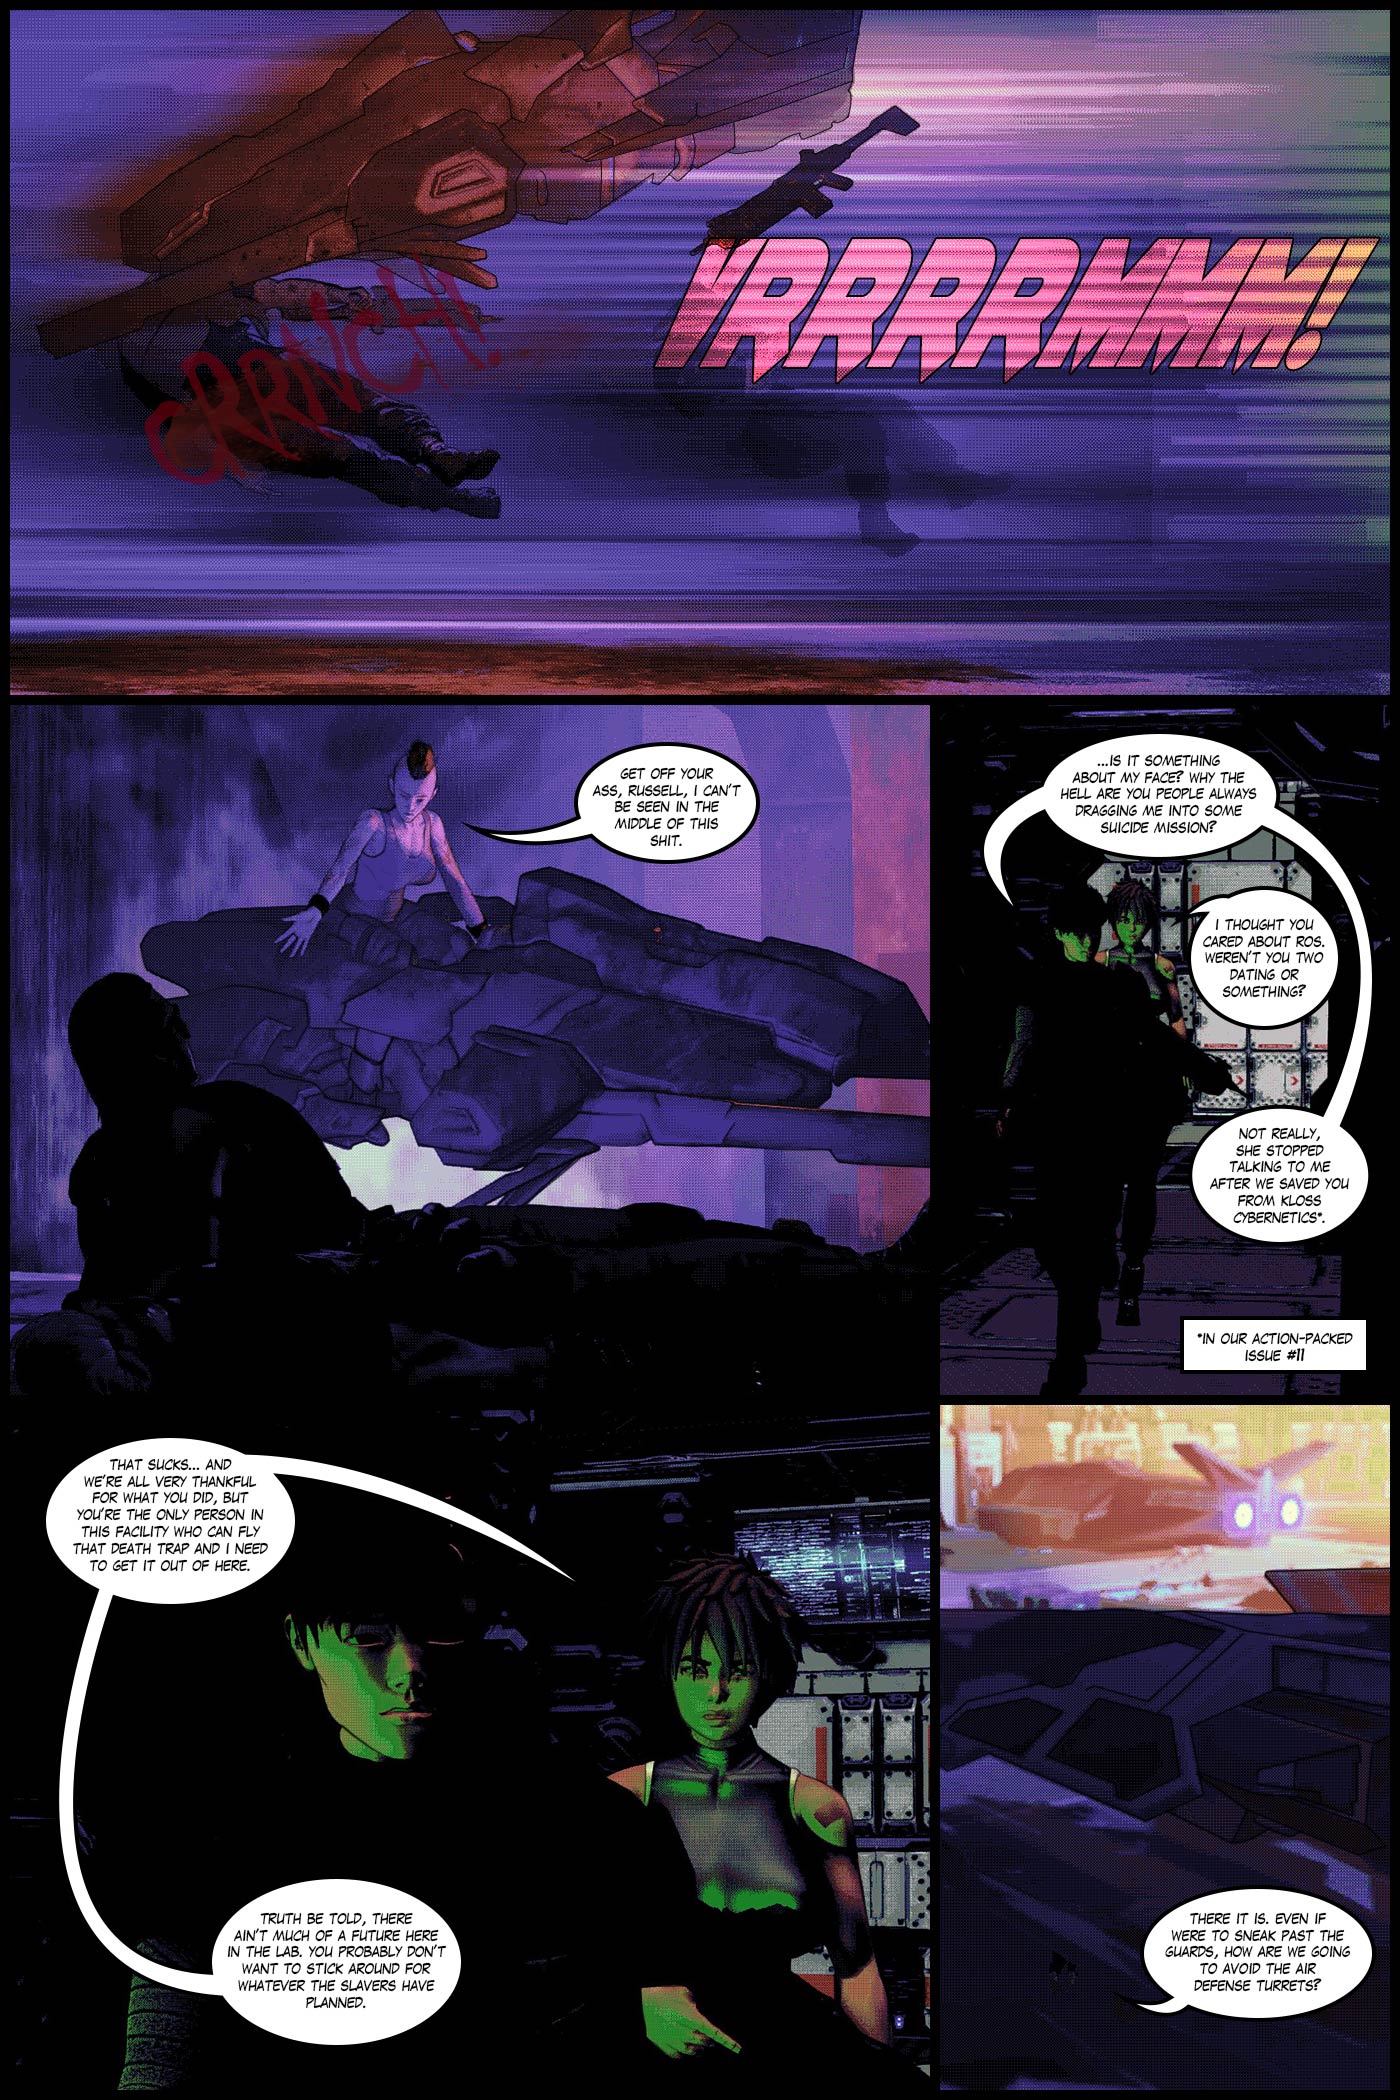 VRRRRMMM!
CRRNCH!
GET OFF YOUR
ASS, RUSSELL, I CAN'T
BE SEEN IN THE
MIDDLE OF THIS
SHIT.
...IS IT SOMETHING
ABOUT MY FACE? WHY THE
HELL ARE YOU PEOPLE ALWAYS
DRAGGING ME INTO SOME
SUICIDE MISSION?
I THOUGHT YOU
CARED ABOUT ROS.
WEREN'T YOU TWO
DATING OR
SOMETHING?
NOT REALLY,
SHE STOPPED
TALKING TO ME
AFTER WE SAVED YOU
FROM KLOSS
CYBERNETICS*.
*IN OUR ACTION-PACKED
ISSUE #11
THAT SUCKS... AND
WE'RE ALL VERY THANKFUL
FOR WHAT YOU DID, BUT
YOU'RE THE ONLY PERSON IN
THIS FACILITY WHO CAN FLY
THAT DEATH TRAP AND I NEED
TO GET IT OUT OF HERE.
TRUTH BE TOLD, THERE
AIN'T MUCH OF A FUTURE HERE
IN THE LAB. YOU PROBABLY DON'T
WANT TO STICK AROUND FOR
WHATEVER THE SLAVERS HAVE
PLANNED.
THERE IT IS. EVEN IF
WERE TO SNEAK PAST THE
GUARDS, HOW ARE WE GOING
TO AVOID THE AIR
DEFENSE TURRETS?